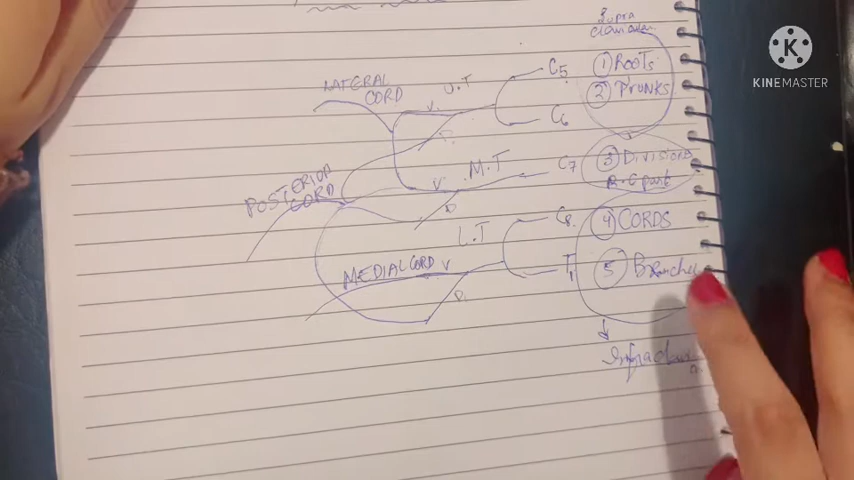 Supra
clavicular
① Roots
② Trunks
③ Divisions
④ CORDS
⑤ Branches
LATERAL
CORD
U.T
V.
C5
C6
D.
POSTERIOR
CORD
M.T
V
D
C7
L.T
C8
T1
MEDIAL CORD
V
D.
K
KINEMASTER